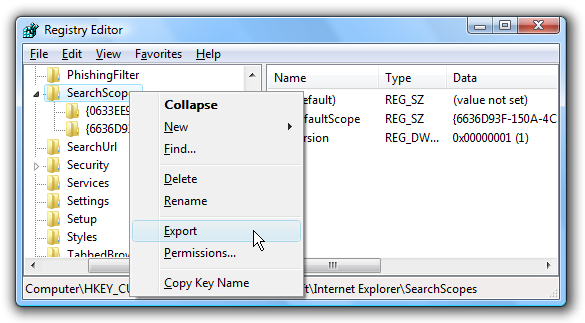 Registry Editor
File Edit View Favorites Help
PhishingFilter
SearchScop
{0633EE9
{6636D93
SearchUrl
Security
Services
Settings
Setup
Styles
TabbedBrow
Collapse
New
Find...
Delete
Rename
Export
Permissions...
Copy Key Name
Name Type Data
efault) REG_SZ (value not set)
faultScope REG_SZ {6636D93F-150A-4C
rsion REG_DW... 0x00000001 (1)
Computer\HKEY_CU ft\Internet Explorer\SearchScopes